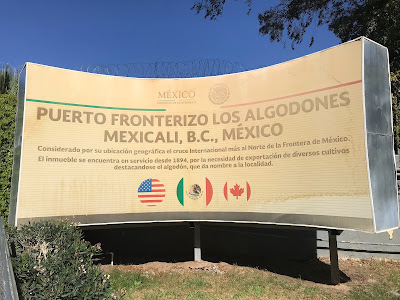 MÉXICO
PUERTO FRONTERIZO LOS ALGODONES
MEXICALI, B.C., MÉXICO
Considerado por su ubicación geográfica el cruce Internacional más al Norte de la Frontera de México.
El inmueble se encuentra en servicio desde 1894, por la necesidad de exportación de diversos cultivos
destacandose el algodón, que da nombre a la localidad.